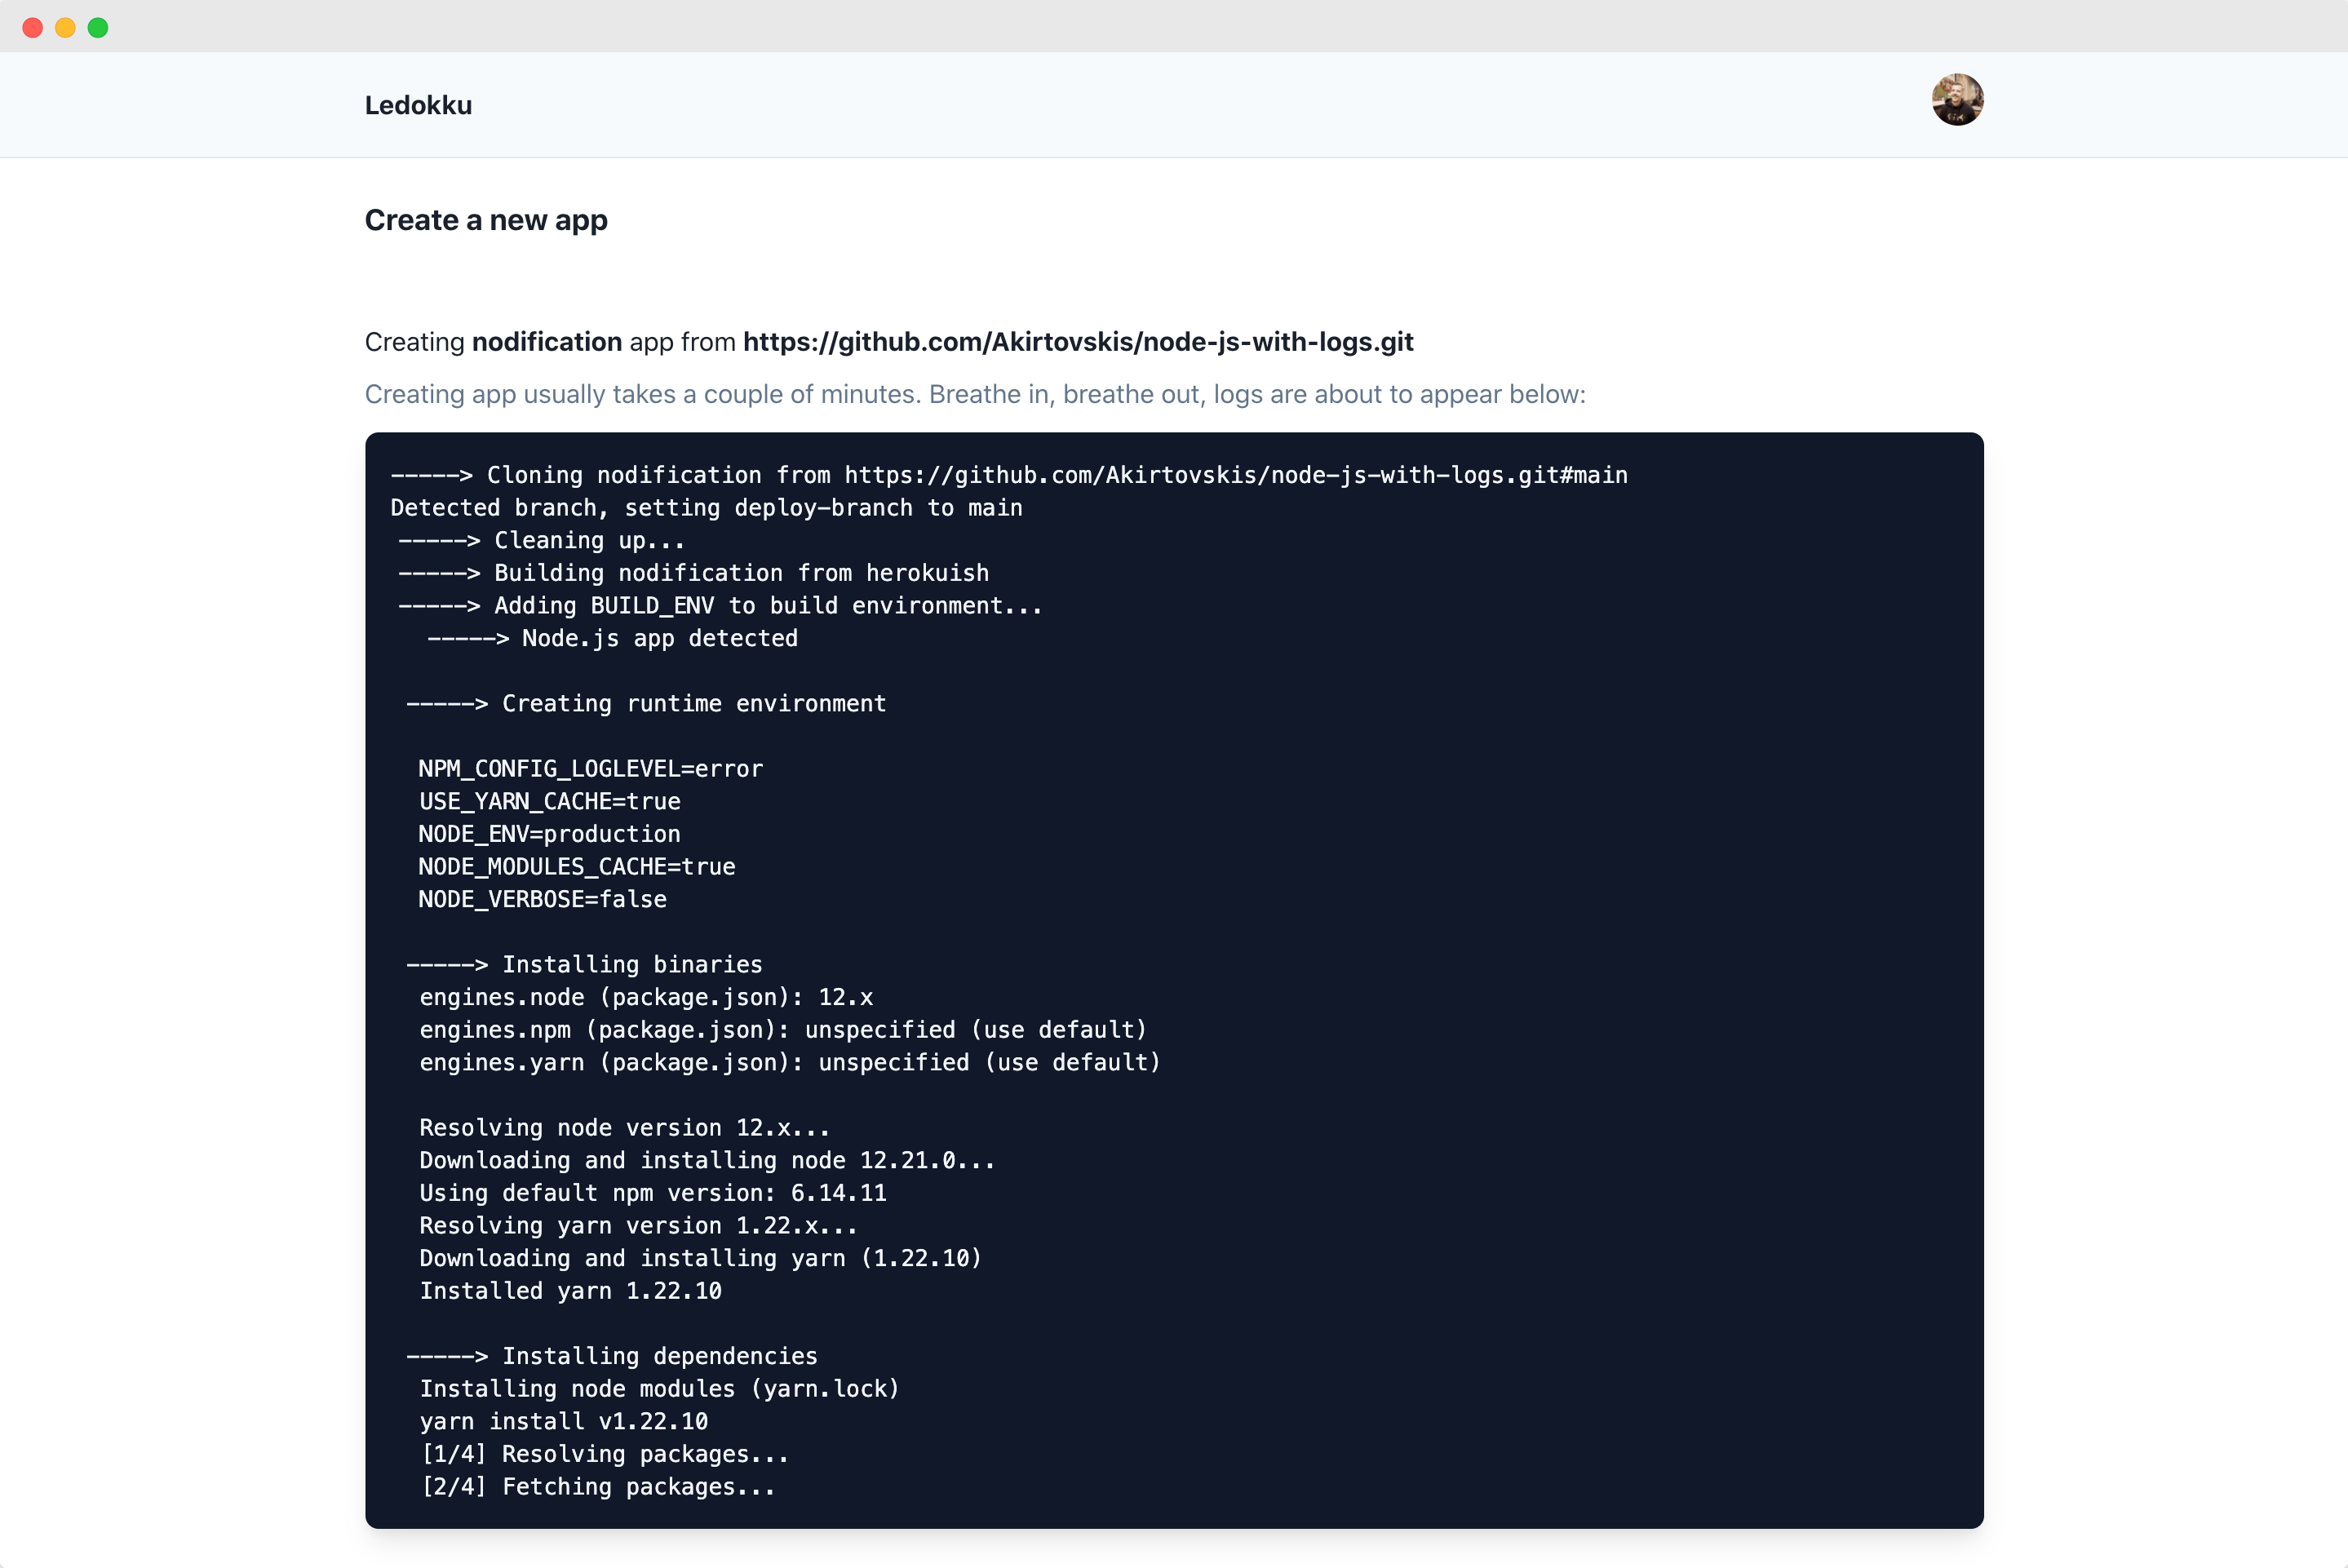 Ledokku
Create a new app
Creating nodification app from https://github.com/Akirtovskis/node-js-with-logs.git
Creating app usually takes a couple of minutes. Breathe in, breathe out, logs are about to appear below:
-----> Cloning nodification from https://github.com/Akirtovskis/node-js-with-logs.git#main
Detected branch, setting deploy-branch to main
-----> Cleaning up...
-----> Building nodification from herokuish
-----> Adding BUILD_ENV to build environment...
-----> Node.js app detected
-----> Creating runtime environment
NPM_CONFIG_LOGLEVEL=error
USE_YARN_CACHE=true
NODE_ENV=production
NODE_MODULES_CACHE=true
NODE_VERBOSE=false
-----> Installing binaries
engines.node (package.json): 12.x
engines.npm (package.json): unspecified (use default)
engines.yarn (package.json): unspecified (use default)
Resolving node version 12.x...
Downloading and installing node 12.21.0...
Using default npm version: 6.14.11
Resolving yarn version 1.22.x...
Downloading and installing yarn (1.22.10)
Installed yarn 1.22.10
-----> Installing dependencies
Installing node modules (yarn.lock)
yarn install v1.22.10
[1/4] Resolving packages...
[2/4] Fetching packages...